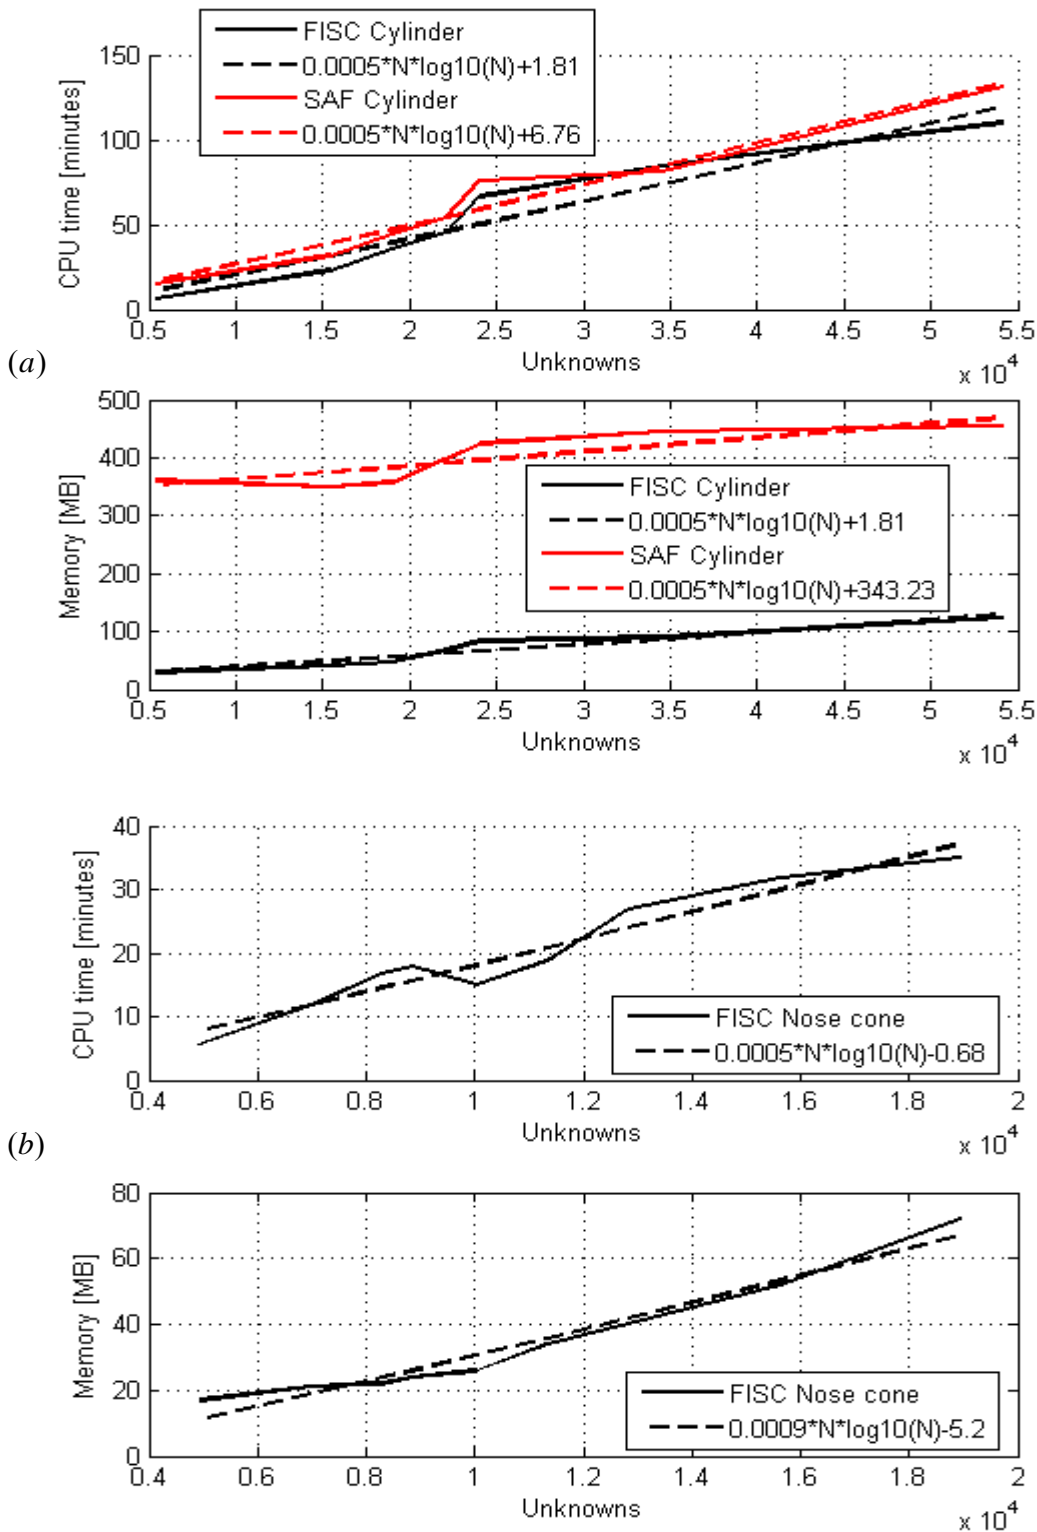 FISC Cylinder
0.0005*N*log10(N)+1.81
SAF Cylinder
0.0005*N*log10(N)+6.76
150
100
50
0
CPU time [minutes]
0.5 1 1.5 2 2.5 3 3.5 4 4.5 5 5.5
Unknowns
x 10^4
(a)
500
400
300
200
100
0
Memory [MB]
FISC Cylinder
0.0005*N*log10(N)+1.81
SAF Cylinder
0.0005*N*log10(N)+343.23
0.5 1 1.5 2 2.5 3 3.5 4 4.5 5 5.5
Unknowns
x 10^4
40
30
20
10
0
CPU time [minutes]
FISC Nose cone
0.0005*N*log10(N)-0.68
0.4 0.6 0.8 1 1.2 1.4 1.6 1.8 2
Unknowns
x 10^4
(b)
80
60
40
20
0
Memory [MB]
FISC Nose cone
0.0009*N*log10(N)-5.2
0.4 0.6 0.8 1 1.2 1.4 1.6 1.8 2
Unknowns
x 10^4